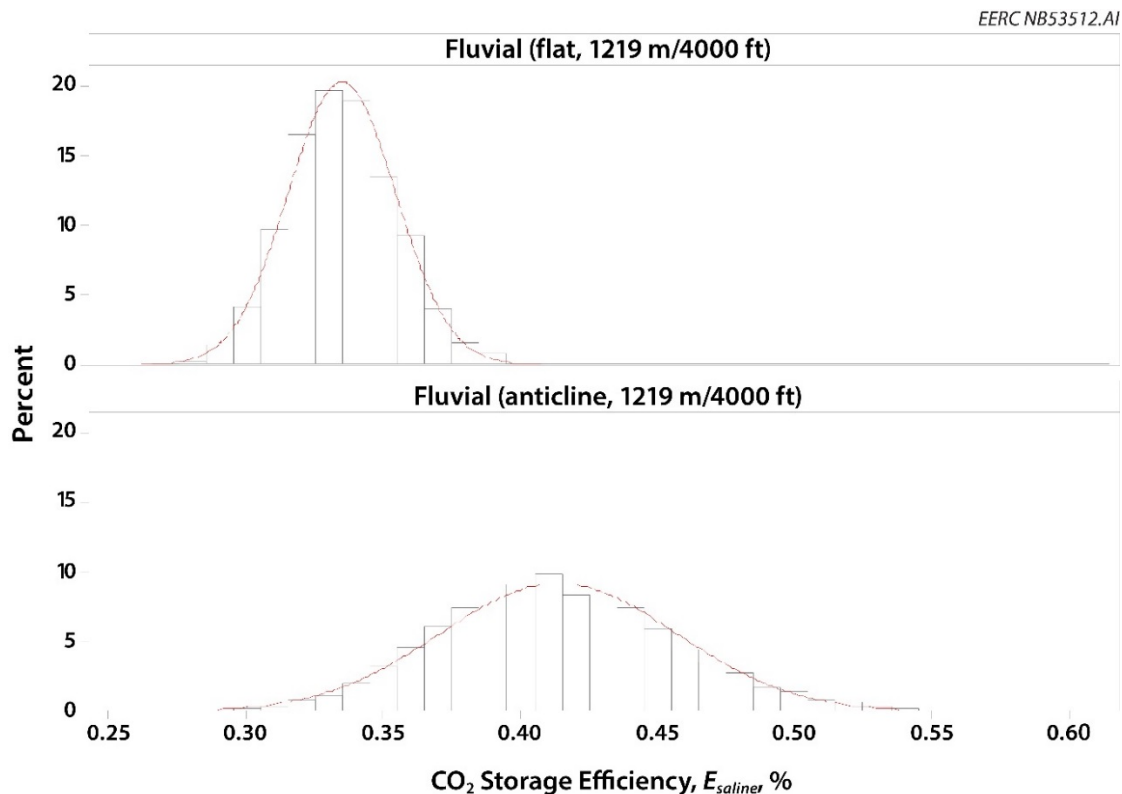 EERC NB53512.AI
Fluvial (flat, 1219 m/4000 ft)
20
15
10
5
0
Fluvial (anticline, 1219 m/4000 ft)
20
15
10
5
0
Percent
0.25 0.30 0.35 0.40 0.45 0.50 0.55 0.60
CO₂ Storage Efficiency, E_saline, %